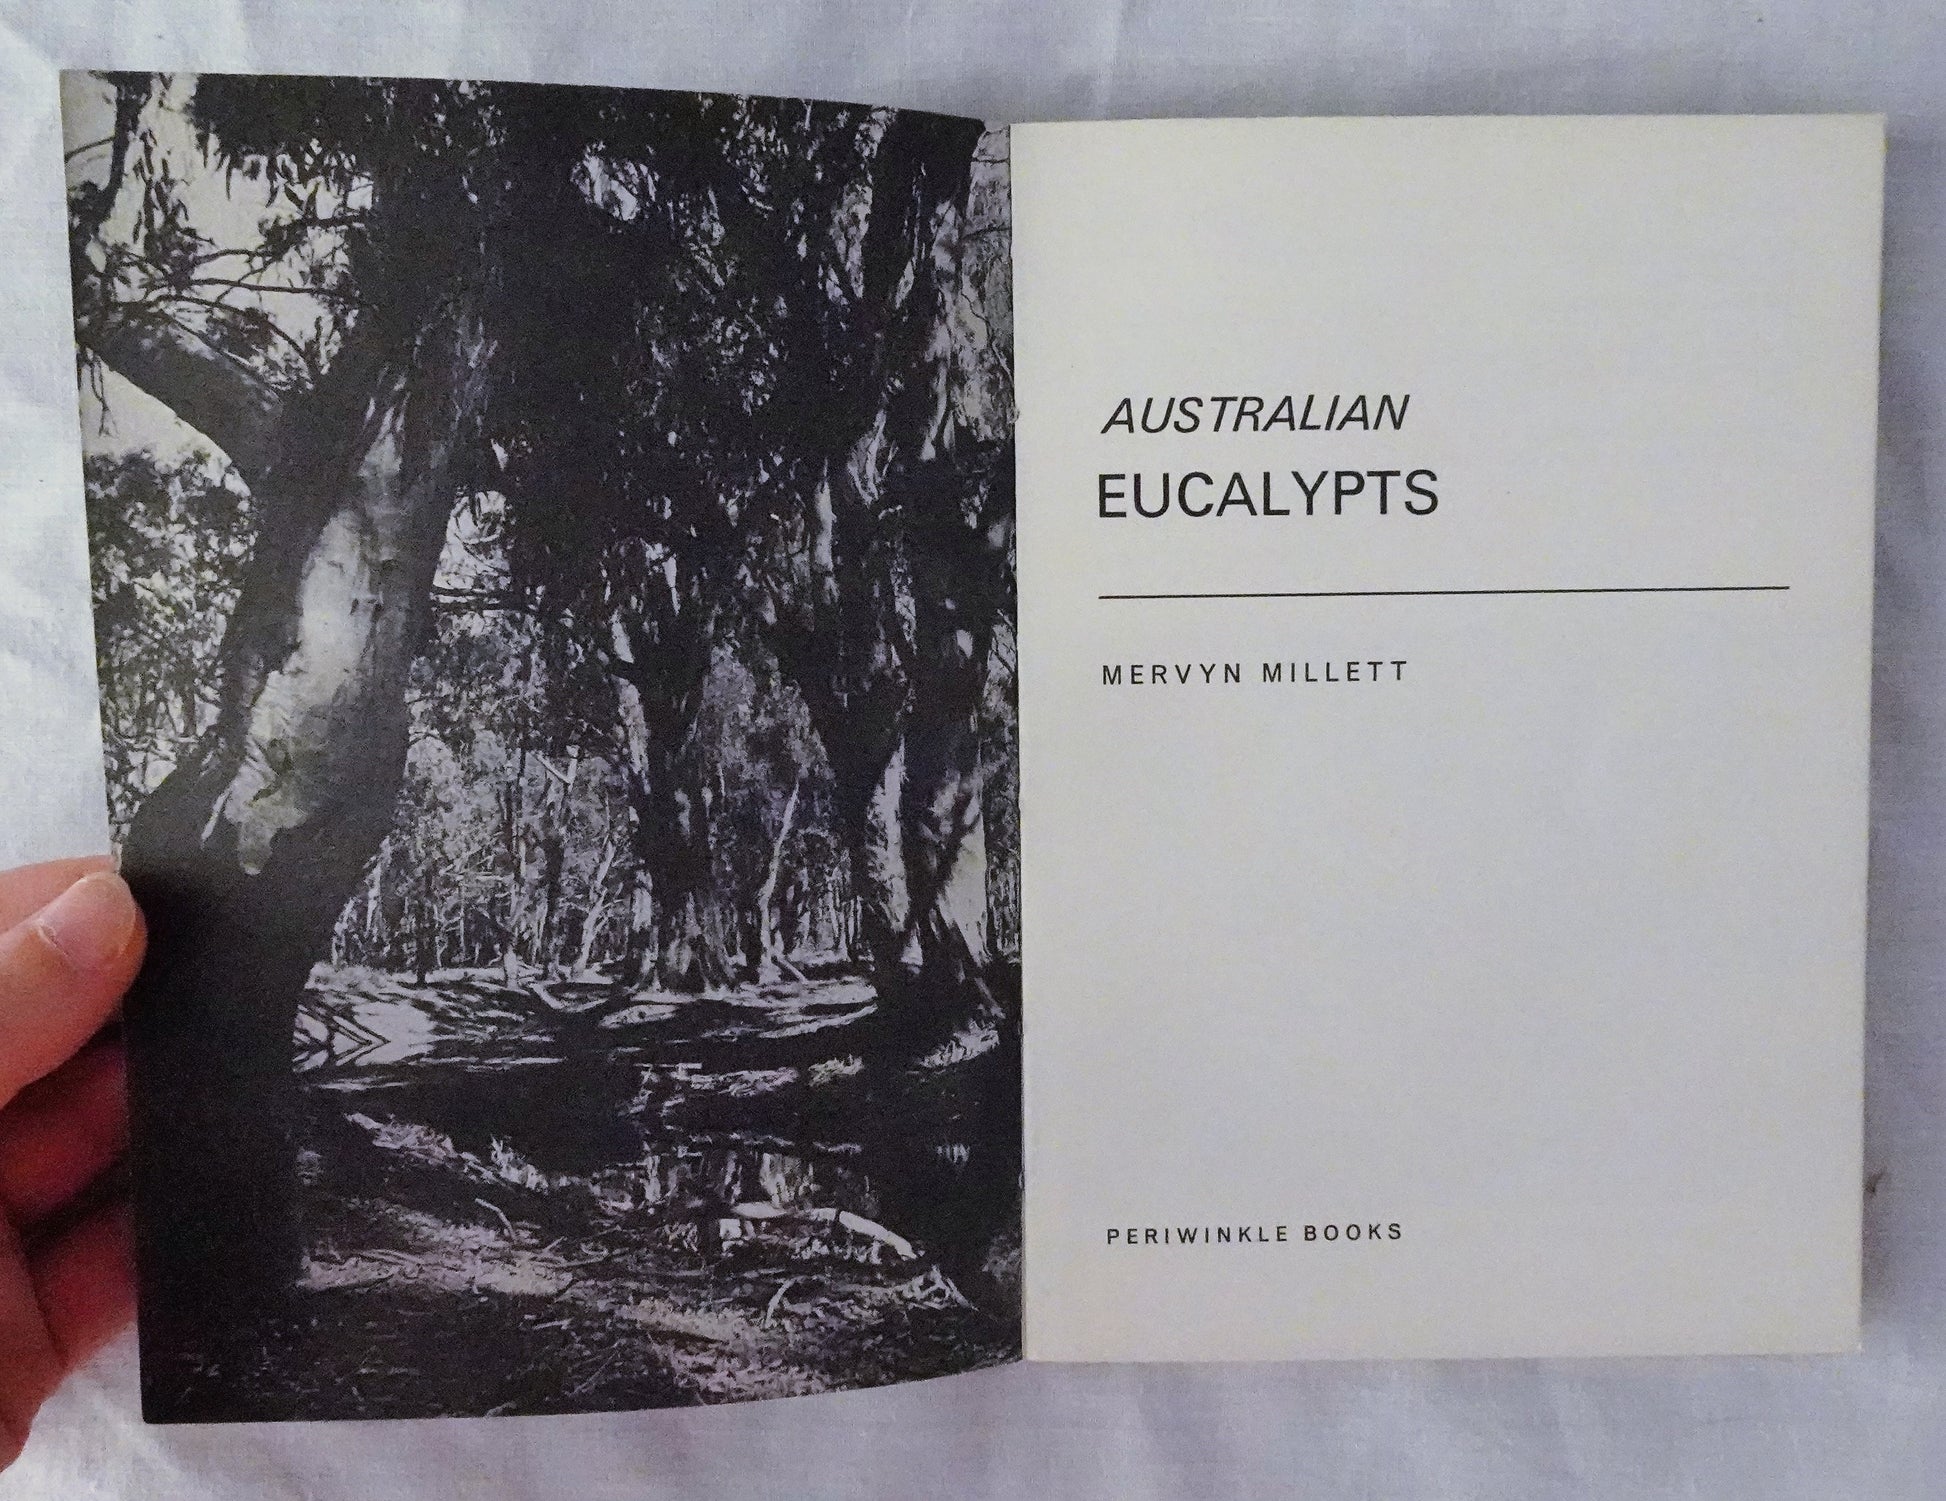 AUSTRALIAN
EUCALYPTS
MERVYN MILLETT
PERIWINKLE BOOKS